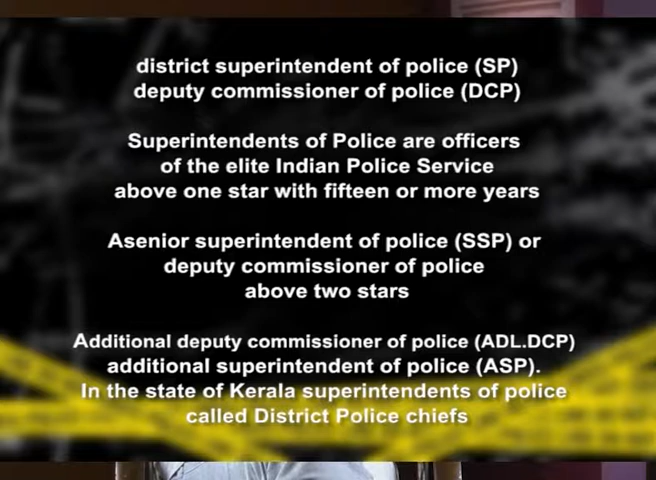 district superintendent of police (SP)
deputy commissioner of police (DCP)
Superintendents of Police are officers
of the elite Indian Police Service
above one star with fifteen or more years
Asenior superintendent of police (SSP) or
deputy commissioner of police
above two stars
Additional deputy commissioner of police (ADL.DCP)
additional superintendent of police (ASP).
In the state of Kerala superintendents of police
called District Police chiefs